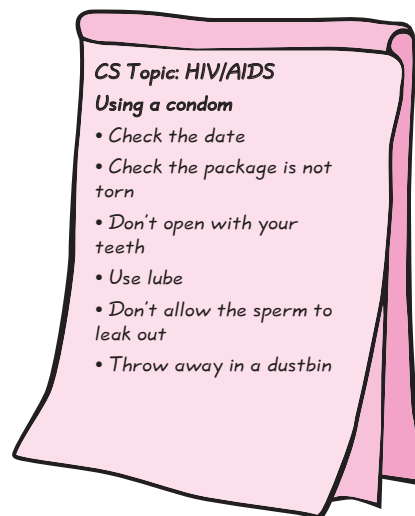 CS Topic: HIV/AIDS
Using a condom
• Check the date
• Check the package is not
torn
• Don't open with your
teeth
• Use lube
• Don't allow the sperm to
leak out
• Throw away in a dustbin